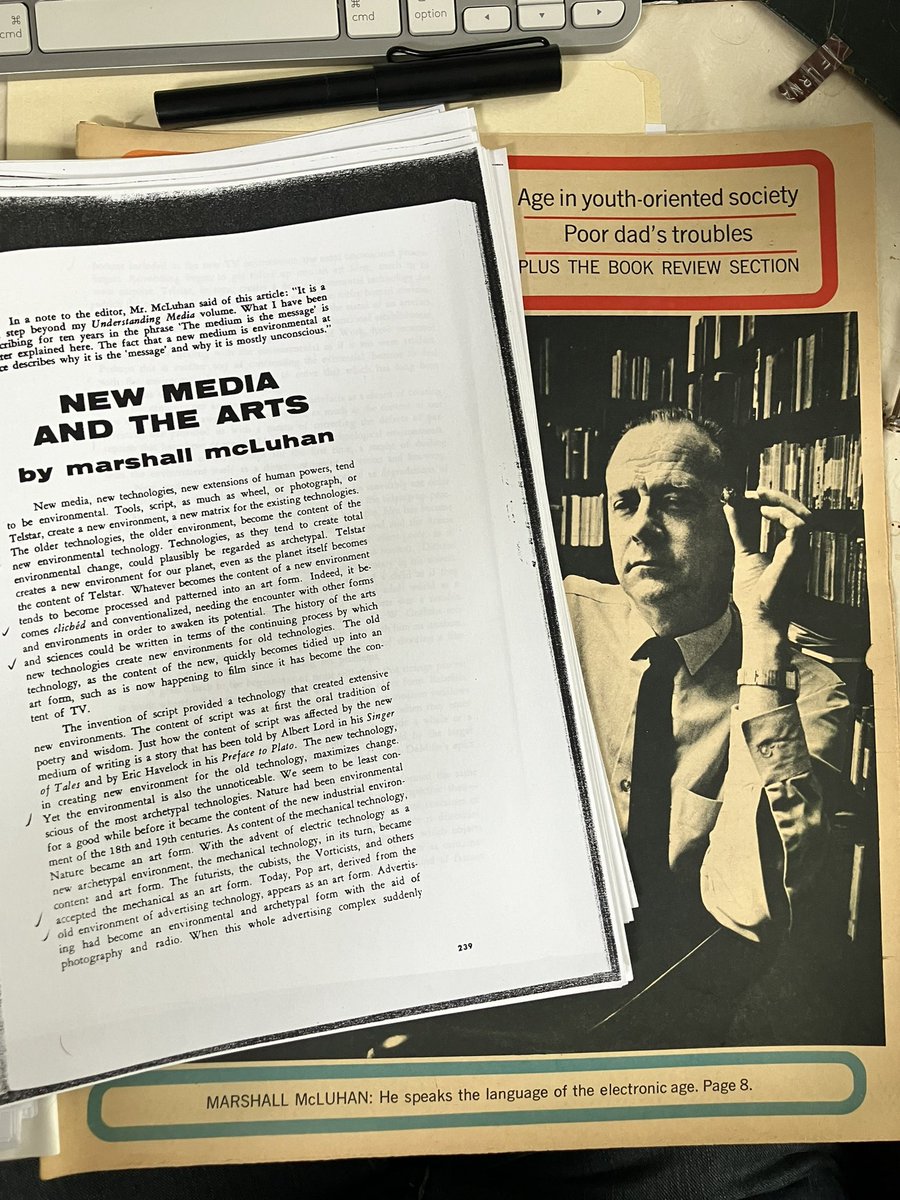 ⌘
cmd
⌘
cmd
option
FURNA
Age in youth-oriented society
Poor dad's troubles
PLUS THE BOOK REVIEW SECTION
In a note to the editor, Mr. McLuhan said of this article: "It is a
step beyond my Understanding Media volume. What I have been
cribing for ten years in the phrase 'The medium is the message' is
ter explained here. The fact that a new medium is environmental at
ce describes why it is the 'message' and why it is mostly unconscious."
NEW MEDIA
AND THE ARTS
by marshall mcLuhan
New media, new technologies, new extensions of human powers, tend
to be environmental. Tools, script, as much as wheel, or photograph, or
Telstar, create a new environment, a new matrix for the existing technologies.
The older technologies, the older environment, become the content of the
new environmental technology. Technologies, as they tend to create total
environmental change, could plausibly be regarded as archetypal. Telstar
creates a new environment for our planet, even as the planet itself becomes
the content of Telstar. Whatever becomes the content of a new environment
tends to become processed and patterned into an art form. Indeed, it be-
comes clichéd and conventionalized, needing the encounter with other forms
and environments in order to awaken its potential. The history of the arts
and sciences could be written in terms of the continuing process by which
new technologies create new environments for old technologies. The old
technology, as the content of the new, quickly becomes tidied up into an
art form, such as is now happening to film since it has become the con-
tent of TV.
The invention of script provided a technology that created extensive
new environments. The content of script was at first the oral tradition of
poetry and wisdom. Just how the content of script was affected by the new
medium of writing is a story that has been told by Albert Lord in his Singer
of Tales and by Eric Havelock in his Preface to Plato. The new technology,
in creating new environment for the old technology, maximizes change.
Yet the environmental is also the unnoticeable. We seem to be least con-
scious of the most archetypal technologies. Nature had been environmental
for a good while before it became the content of the new industrial environ-
ment of the 18th and 19th centuries. As content of the mechanical technology,
Nature became an art form. With the advent of electric technology as a
new archetypal environment, the mechanical technology, in its turn, became
content and art form. The futurists, the cubists, the Vorticists, and others
accepted the mechanical as an art form. Today, Pop art, derived from the
old environment of advertising technology, appears as an art form. Advertis-
ing had become an environmental and archetypal form with the aid of
photography and radio. When this whole advertising complex suddenly
239
MARSHALL McLUHAN: He speaks the language of the electronic age. Page 8.